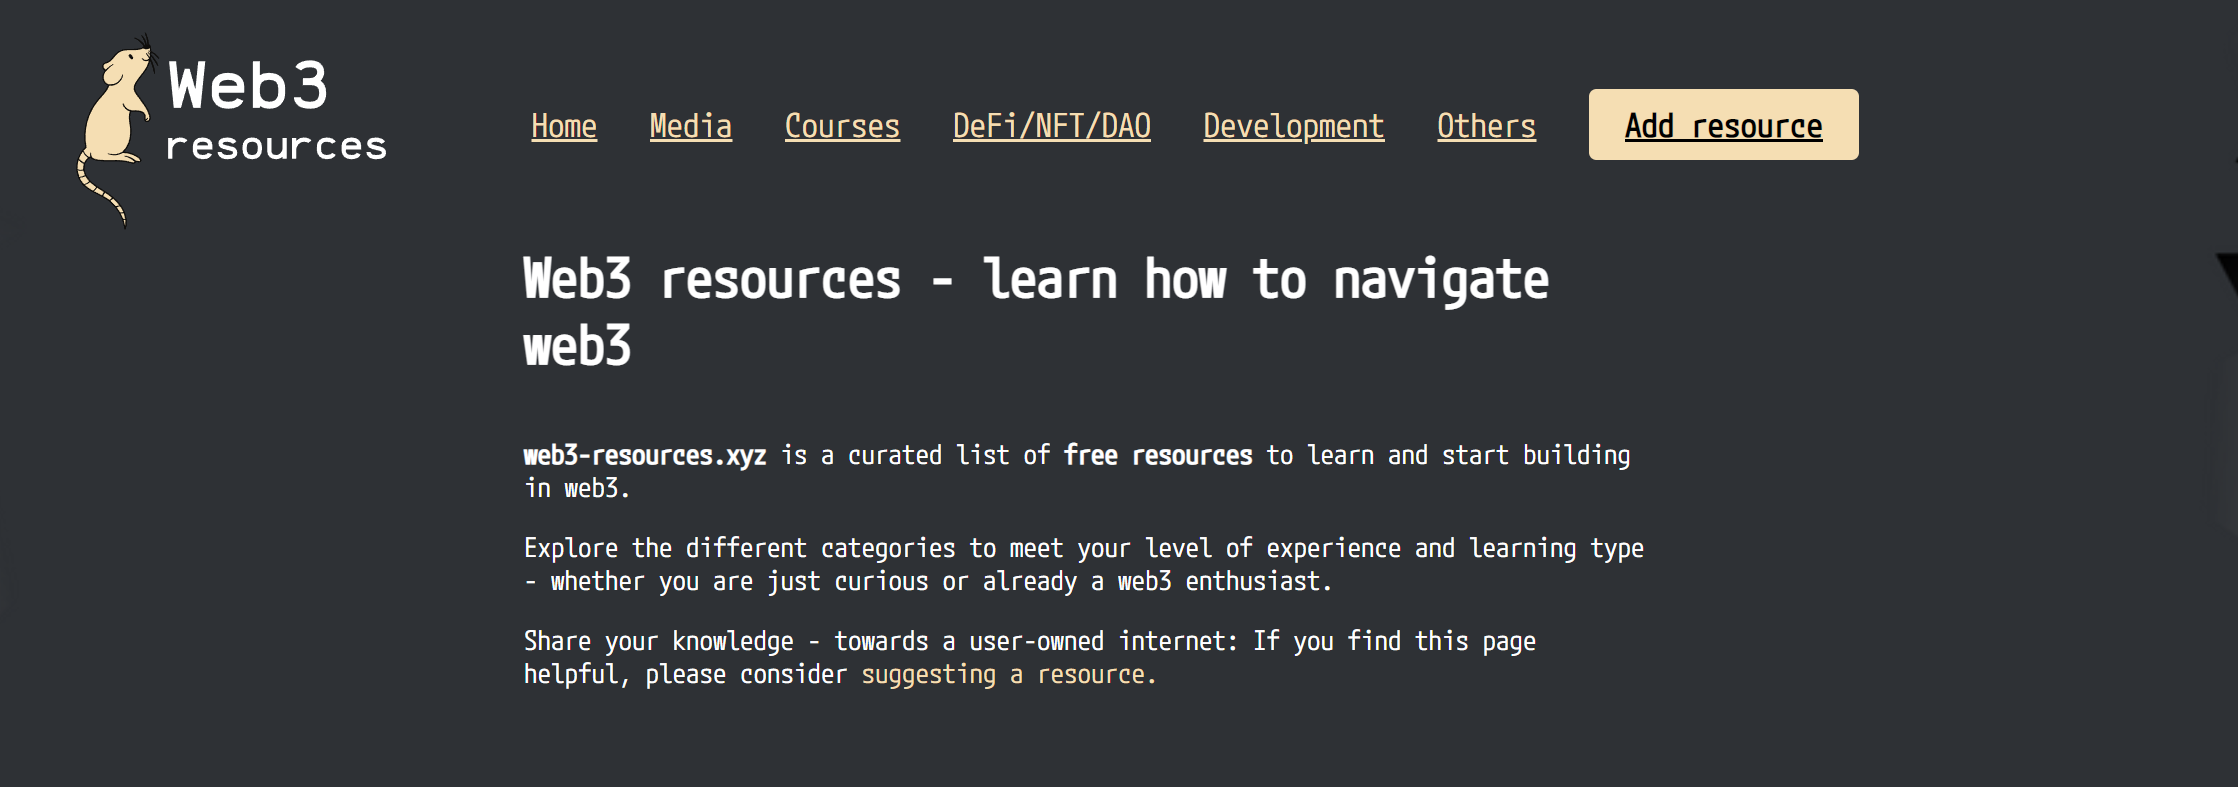 Web3
resources
Home Media Courses DeFi/NFT/DAO Development Others Add resource
Web3 resources - learn how to navigate
web3
web3-resources.xyz is a curated list of free resources to learn and start building
in web3.
Explore the different categories to meet your level of experience and learning type
- whether you are just curious or already a web3 enthusiast.
Share your knowledge - towards a user-owned internet: If you find this page
helpful, please consider suggesting a resource.